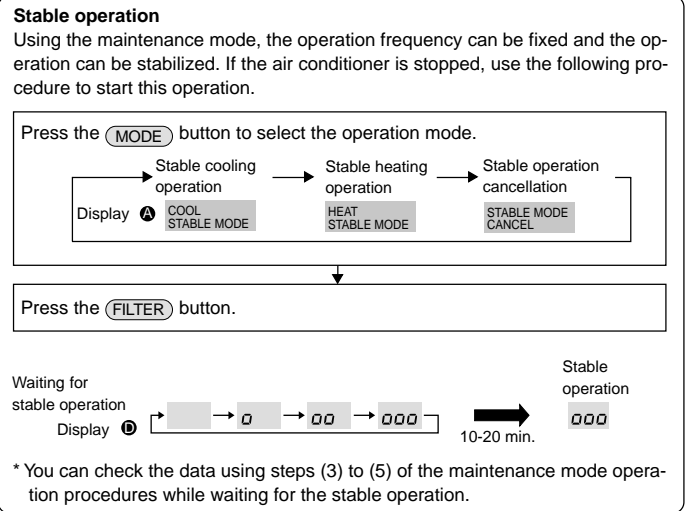 Stable operation
Using the maintenance mode, the operation frequency can be fixed and the op-
eration can be stabilized. If the air conditioner is stopped, use the following pro-
cedure to start this operation.
Press the MODE button to select the operation mode.
Stable cooling
operation
Stable heating
operation
Stable operation
cancellation
Display A
COOL
STABLE MODE
HEAT
STABLE MODE
STABLE MODE
CANCEL
Press the FILTER button.
Waiting for
stable operation
Display D
o
oo
ooo
10-20 min.
Stable
operation
ooo
* You can check the data using steps (3) to (5) of the maintenance mode opera-
tion procedures while waiting for the stable operation.